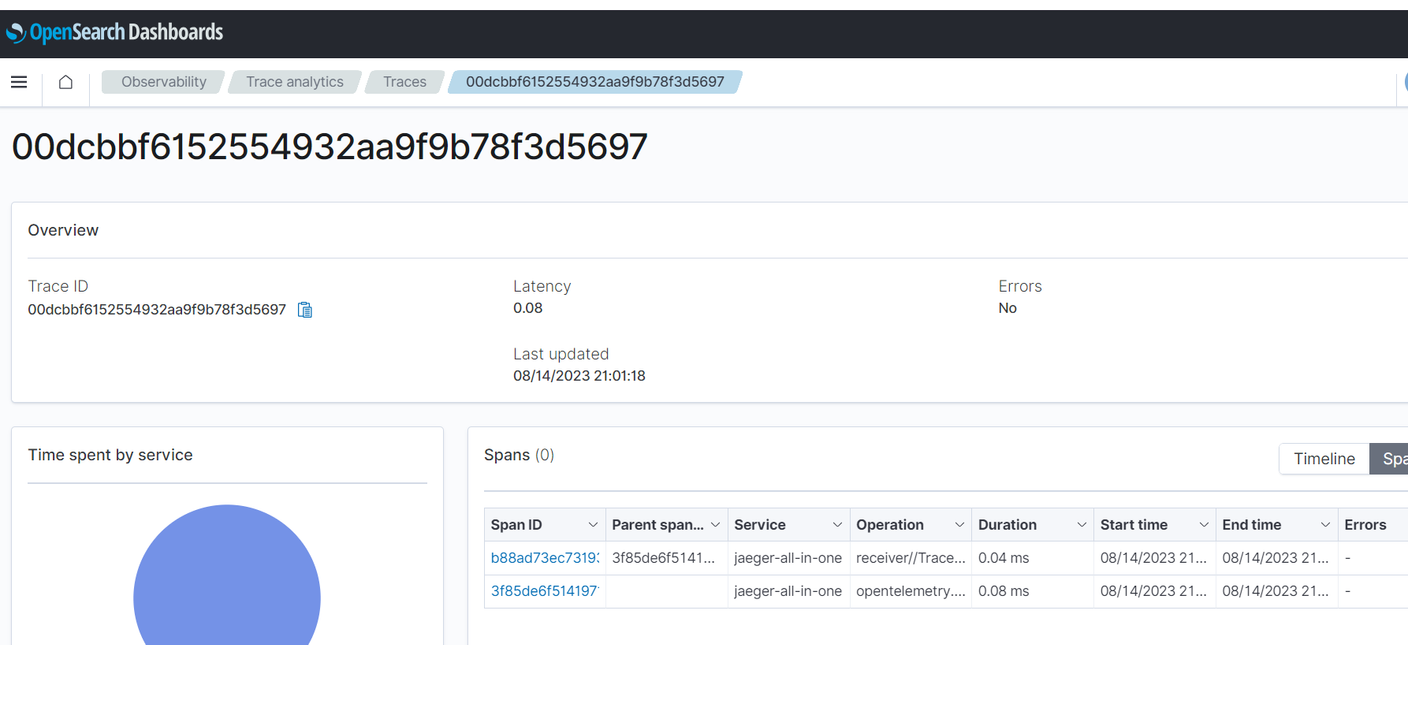 OpenSearch Dashboards
Observability Trace analytics Traces 00dcbbf6152554932aa9f9b78f3d5697
00dcbbf6152554932aa9f9b78f3d5697
Overview
Trace ID Latency Errors
00dcbbf6152554932aa9f9b78f3d5697 0.08 No
Last updated
08/14/2023 21:01:18
Time spent by service
Spans (0) Timeline Spa
Span ID Parent span... Service Operation Duration Start time End time Errors
b88ad73ec7319 3f85de6f5141... jaeger-all-in-one receiver//Trace... 0.04 ms 08/14/2023 21... 08/14/2023 21... -
3f85de6f514197 jaeger-all-in-one opentelemetry.... 0.08 ms 08/14/2023 21... 08/14/2023 21... -